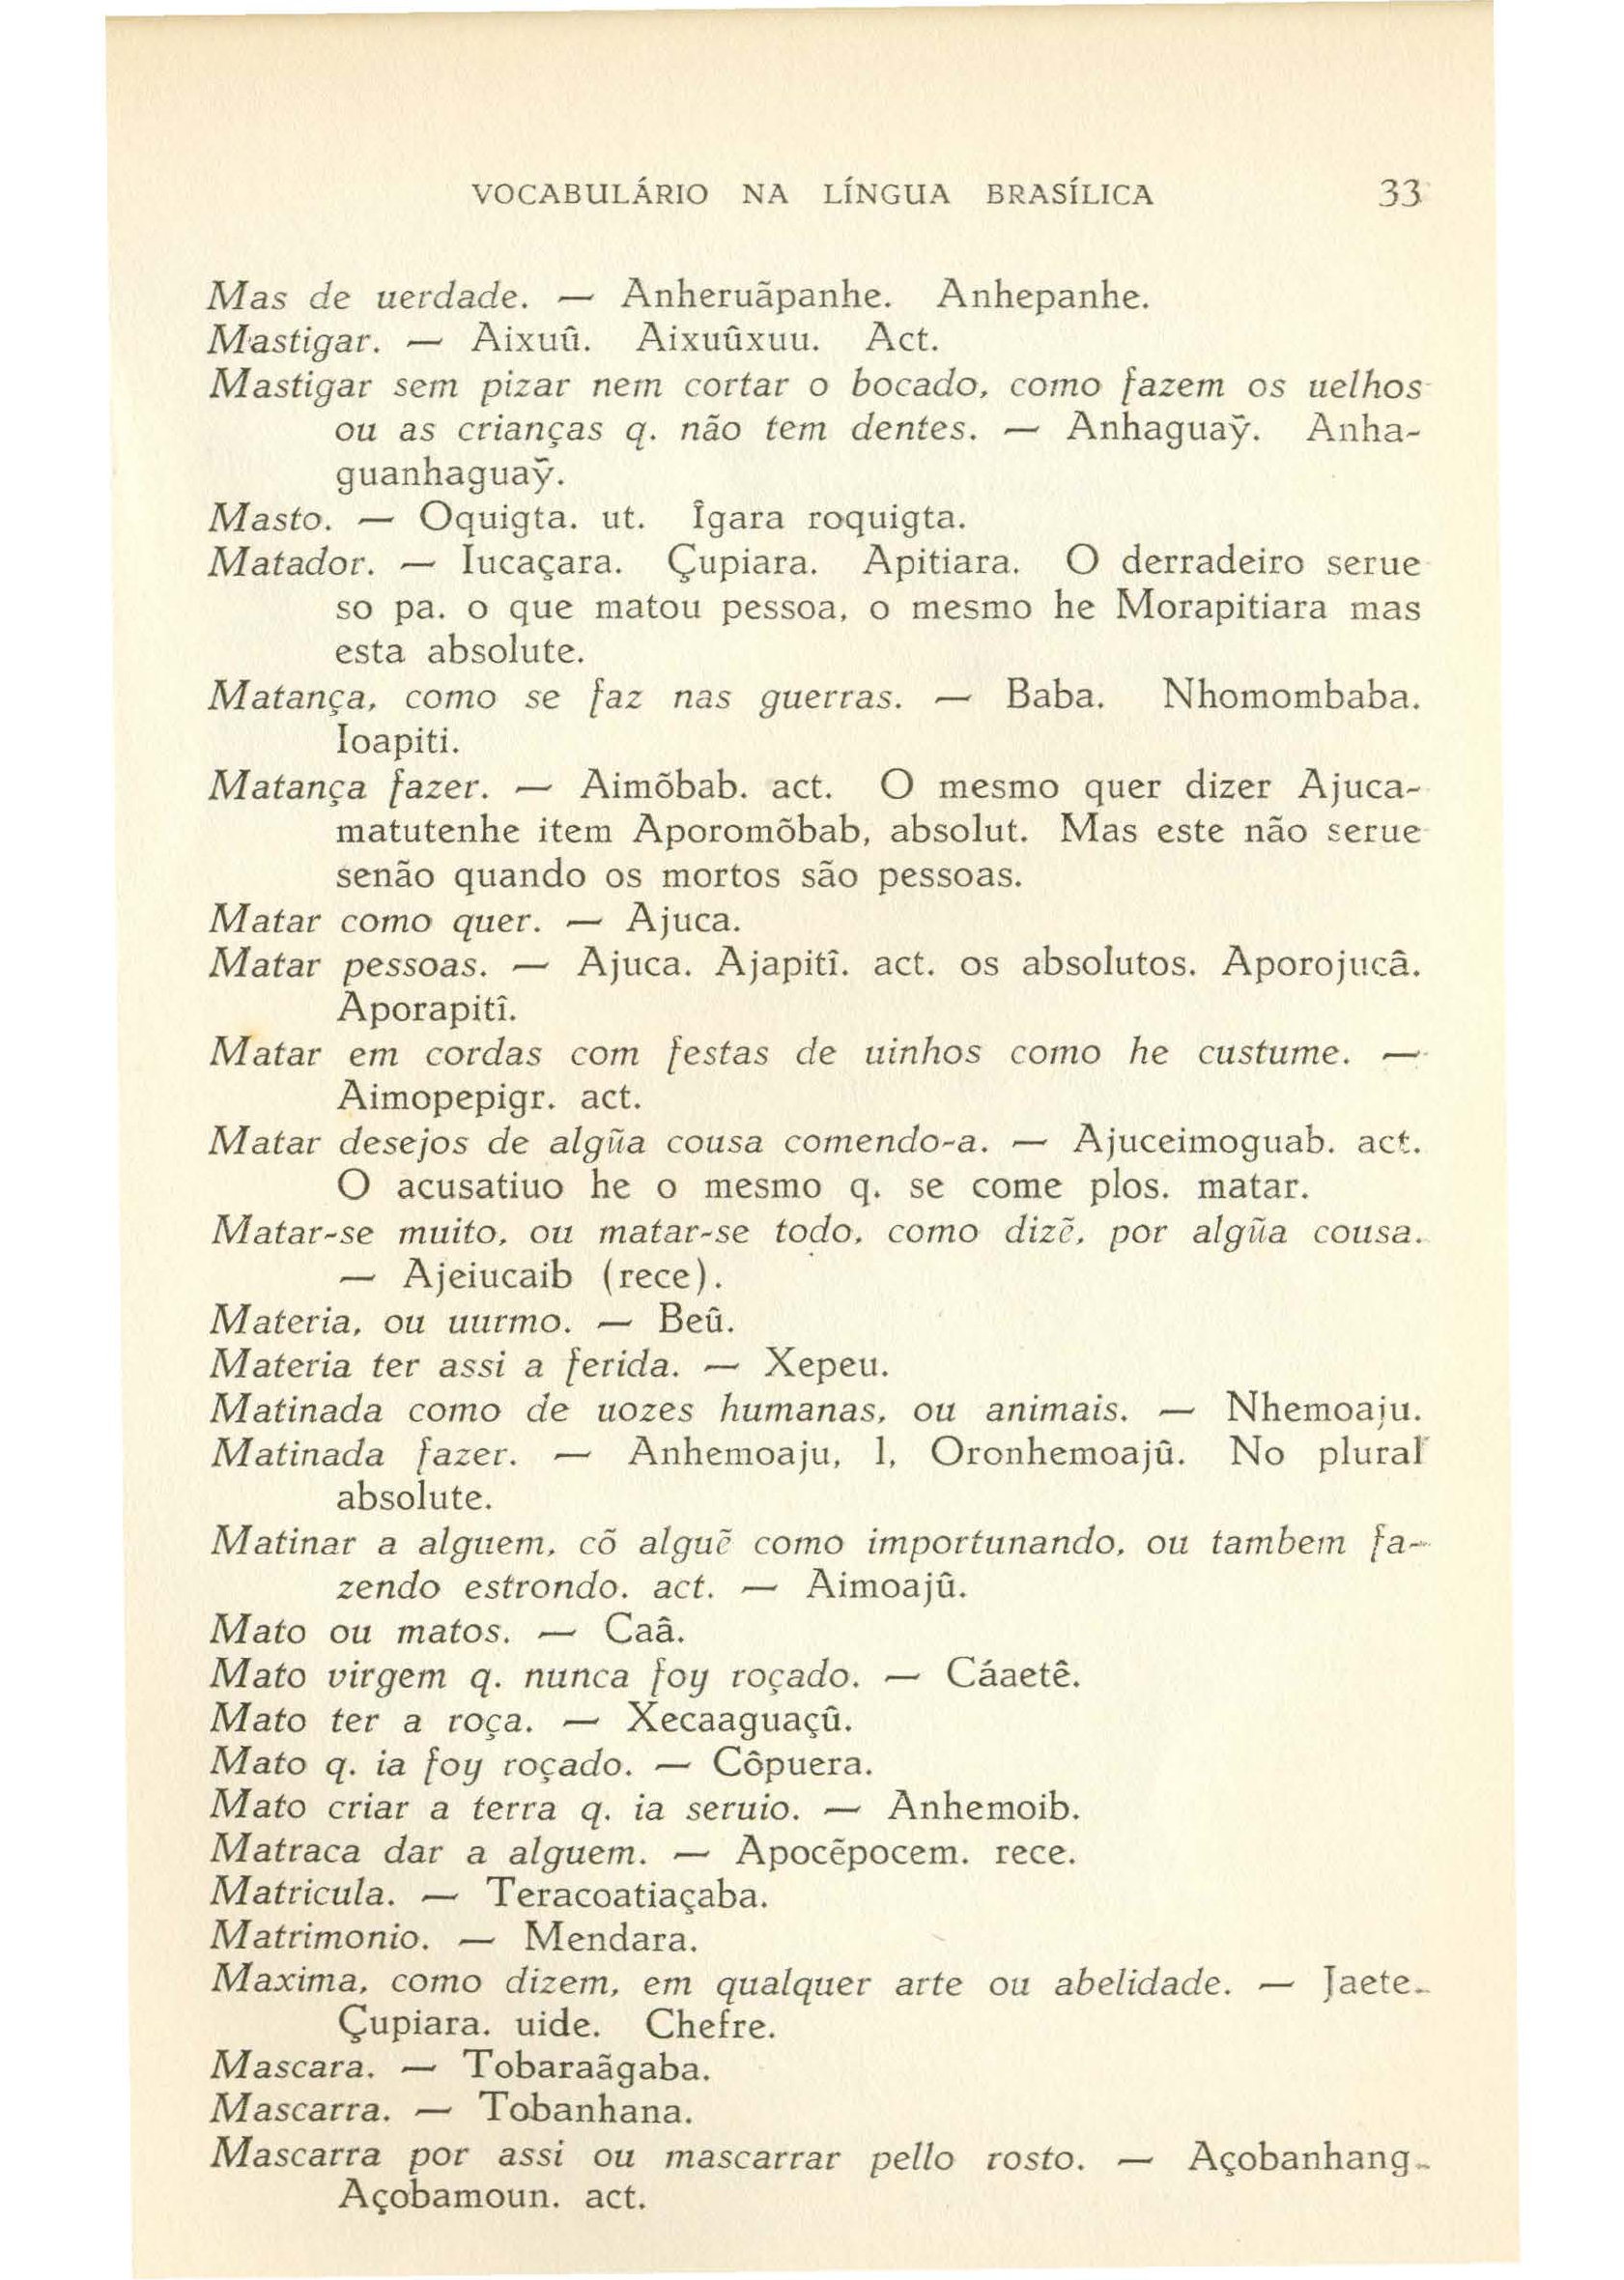 VOCABULÁRIO NA LÍNGUA BRASÍLICA 33
Mas de uerdade. — Anheruãpanhe. Anhepanhe.
Mastigar. — Aixuû. Aixuûxuu. Act.
Mastigar sem pizar nem cortar o bocado, como fazem os uelhos
ou as crianças q. não tem dentes. — Anhaguaỹ. Anha-
guanhaguaỹ.
Masto. — Oquigta. ut. Îgara roquigta.
Matador. — Iucaçara. Çupiara. Apitiara. O derradeiro serue
so pa. o que matou pessoa, o mesmo he Morapitiara mas
esta absolute.
Matança, como se faz nas guerras. — Baba. Nhomombaba.
Ioapiti.
Matança fazer. — Aimõbab. act. O mesmo quer dizer Ajuca-
matutenhe item Aporomõbab, absolut. Mas este não serue
senão quando os mortos são pessoas.
Matar como quer. — Ajuca.
Matar pessoas. — Ajuca. Ajapitî. act. os absolutos. Aporojucâ.
Aporapitî.
Matar em cordas com festas de uinhos como he custume. —
Aimopepigr. act.
Matar desejos de algũa cousa comendo-a. — Ajuceimoguab. act.
O acusatiuo he o mesmo q. se come plos. matar.
Matar-se muito, ou matar-se todo, como dizẽ, por algũa cousa.
— Ajeiucaib (rece).
Materia, ou uurmo. — Beû.
Materia ter assi a ferida. — Xepeu.
Matinada como de uozes humanas, ou animais. — Nhemoaju.
Matinada fazer. — Anhemoaju, l, Oronhemoajû. No plural
absolute.
Matinar a alguem, cõ alguẽ como importunando, ou tambem fa-
zendo estrondo. act. — Aimoajû.
Mato ou matos. — Caâ.
Mato virgem q. nunca foy roçado. — Cáaetê.
Mato ter a roça. — Xecaaguaçû.
Mato q. ia foy roçado. — Côpuera.
Mato criar a terra q. ia seruio. — Anhemoib.
Matraca dar a alguem. — Apocẽpocem. rece.
Matricula. — Teracoatiaçaba.
Matrimonio. — Mendara.
Maxima, como dizem, em qualquer arte ou abelidade. — Jaete.
Çupiara. uide. Chefre.
Mascara. — Tobaraãgaba.
Mascarra. — Tobanhana.
Mascarra por assi ou mascarrar pello rosto. — Açobanhang.
Açobamoun. act.